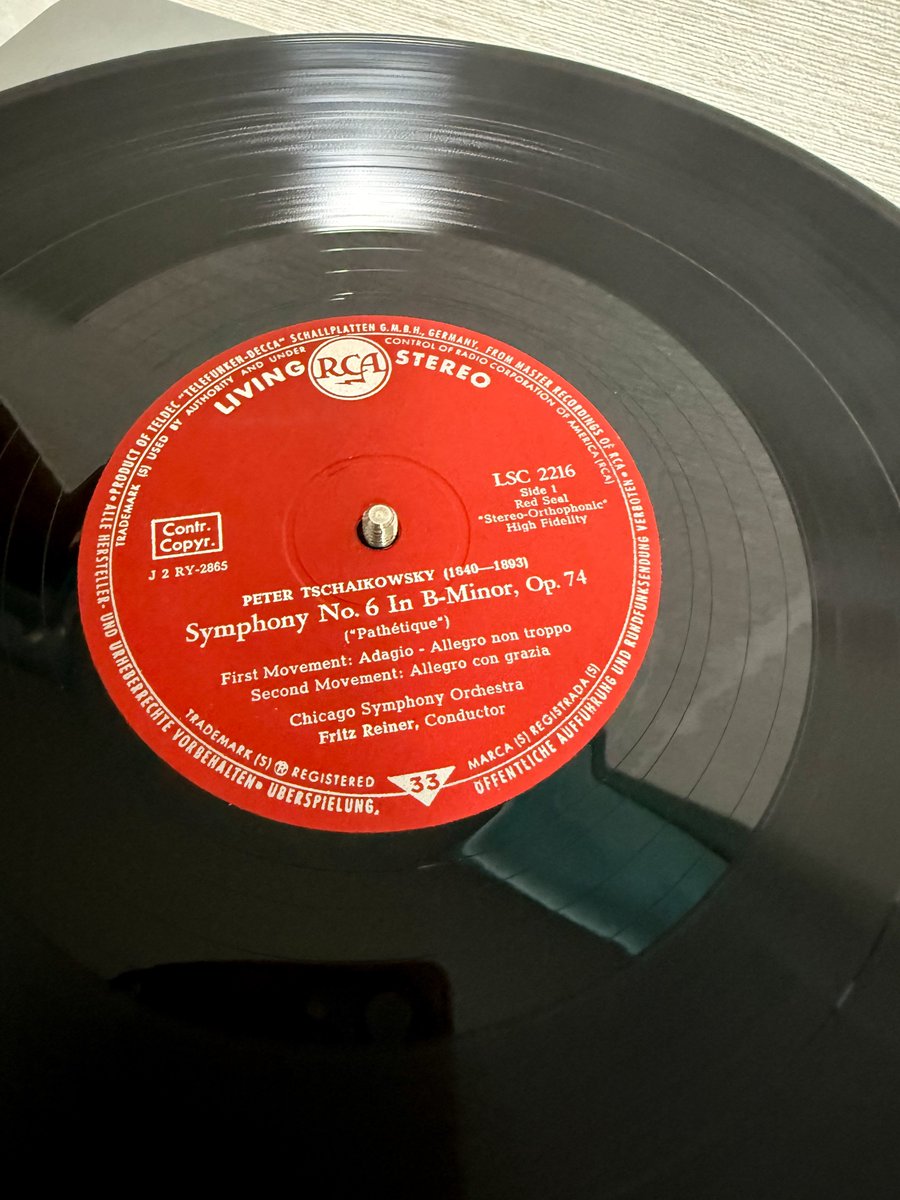 • ALLE HERSTELLER- UND URHEBERRECHTE VORBEHALTEN • ÜBERSPIELUNG, ÖFFENTLICHE AUFFÜHRUNG UND RUNDFUNKSENDUNG VERBOTEN
• PRODUCT OF TELDEC "TELEFUNKEN-DECCA" SCHALLPLATTEN G.M.B.H., GERMANY, FROM MASTER RECORDINGS OF RCA •
TRADEMARK (S) USED BY AUTHORITY AND UNDER CONTROL OF RADIO CORPORATION OF AMERICA (RCA)
LIVING RCA STEREO
LSC 2216
Side 1
Red Seal
"Stereo-Orthophonic"
High Fidelity
Contr.
Copyr.
J 2 RY-2865
PETER TSCHAIKOWSKY (1840—1893)
Symphony No. 6 In B-Minor, Op. 74
("Pathétique")
First Movement: Adagio - Allegro non troppo
Second Movement: Allegro con grazia
Chicago Symphony Orchestra
Fritz Reiner, Conductor
TRADEMARK (S) ® REGISTERED
33
MARCA (S) REGISTRADA (S)